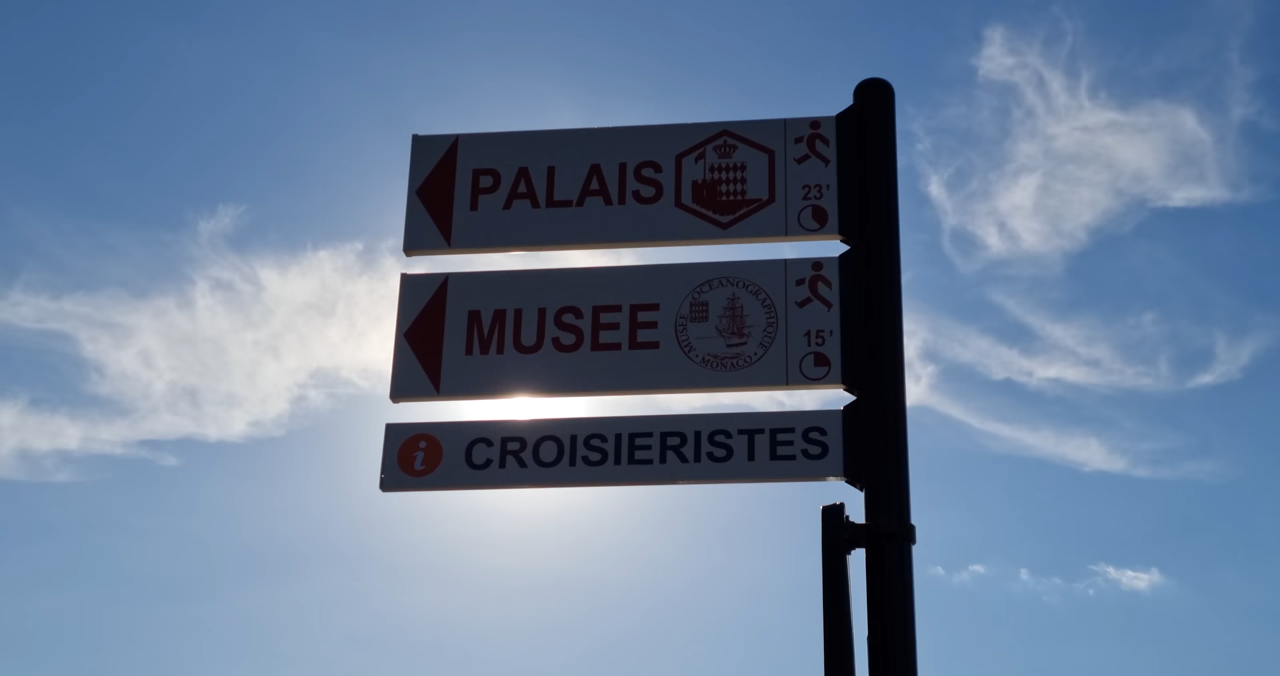 PALAIS
23'
MUSEE
MUSEE OCEANOGRAPHIQUE
MONACO
15'
i CROISIERISTES